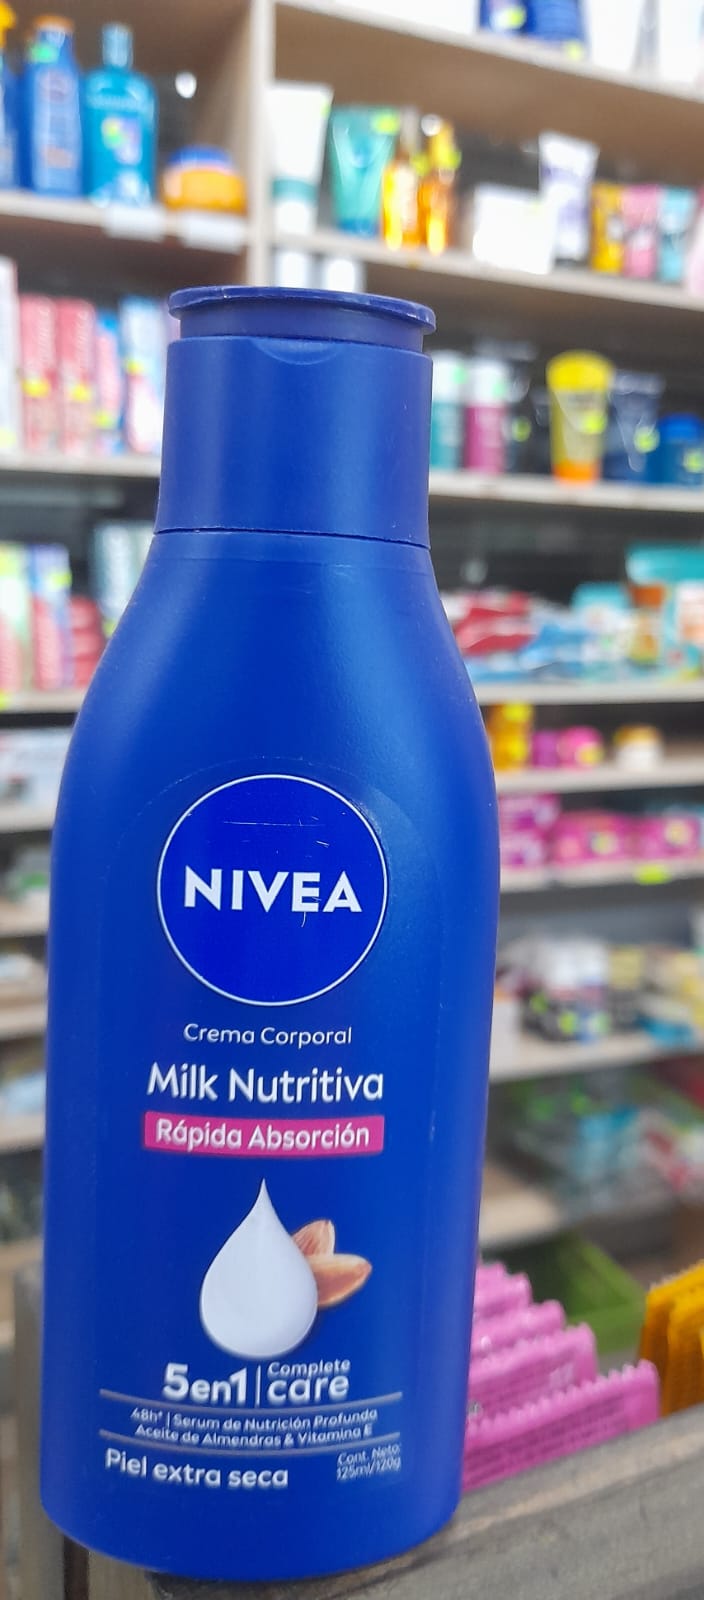 NIVEA
Crema Corporal
Milk Nutritiva
Rápida Absorción
5en1 | Complete care
48h* | Serum de Nutrición Profunda
Aceite de Almendras & Vitamina E
Piel extra seca
Cont. Neto:
125ml/120g